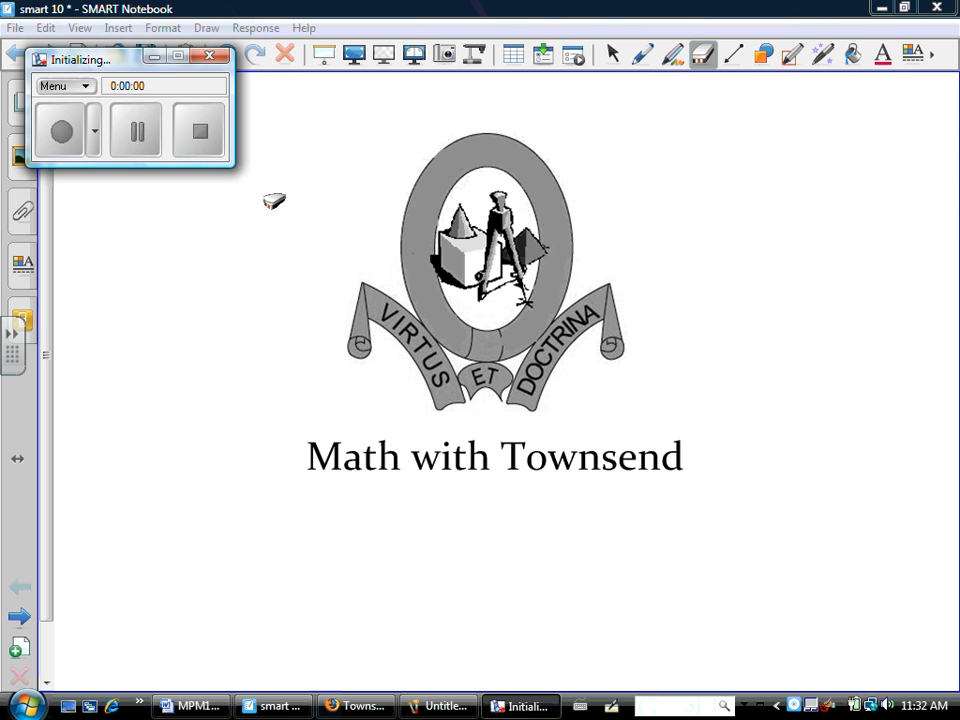 smart 10 * - SMART Notebook
File Edit View Insert Format Draw Response Help
Initializing...
Menu 0:00:00
VIRTUS ET DOCTRINA
Math with Townsend
MPM1... smart ... Towns... Untitle... Initiali... 11:32 AM